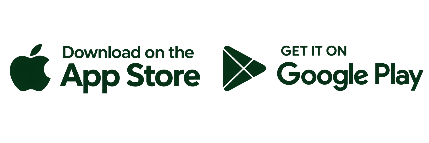 Download on the
App Store
GET IT ON
Google Play